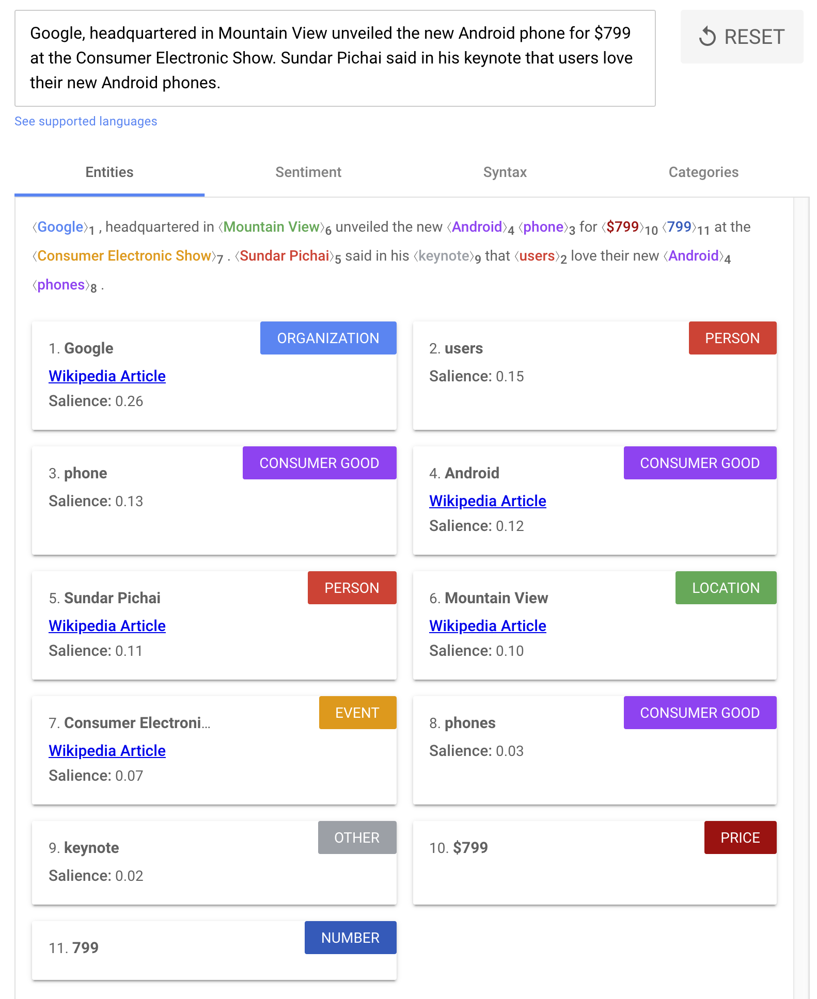 Google, headquartered in Mountain View unveiled the new Android phone for $799
at the Consumer Electronic Show. Sundar Pichai said in his keynote that users love
their new Android phones.
RESET
See supported languages
Entities Sentiment Syntax Categories
⟨Google⟩1 , headquartered in ⟨Mountain View⟩6 unveiled the new ⟨Android⟩4 ⟨phone⟩3 for ⟨$799⟩10 ⟨799⟩11 at the
⟨Consumer Electronic Show⟩7 . ⟨Sundar Pichai⟩5 said in his ⟨keynote⟩9 that ⟨users⟩2 love their new ⟨Android⟩4
⟨phones⟩8 .
ORGANIZATION
1. Google
Wikipedia Article
Salience: 0.26
PERSON
2. users
Salience: 0.15
CONSUMER GOOD
3. phone
Salience: 0.13
CONSUMER GOOD
4. Android
Wikipedia Article
Salience: 0.12
PERSON
5. Sundar Pichai
Wikipedia Article
Salience: 0.11
LOCATION
6. Mountain View
Wikipedia Article
Salience: 0.10
EVENT
7. Consumer Electroni...
Wikipedia Article
Salience: 0.07
CONSUMER GOOD
8. phones
Salience: 0.03
OTHER
9. keynote
Salience: 0.02
PRICE
10. $799
NUMBER
11. 799